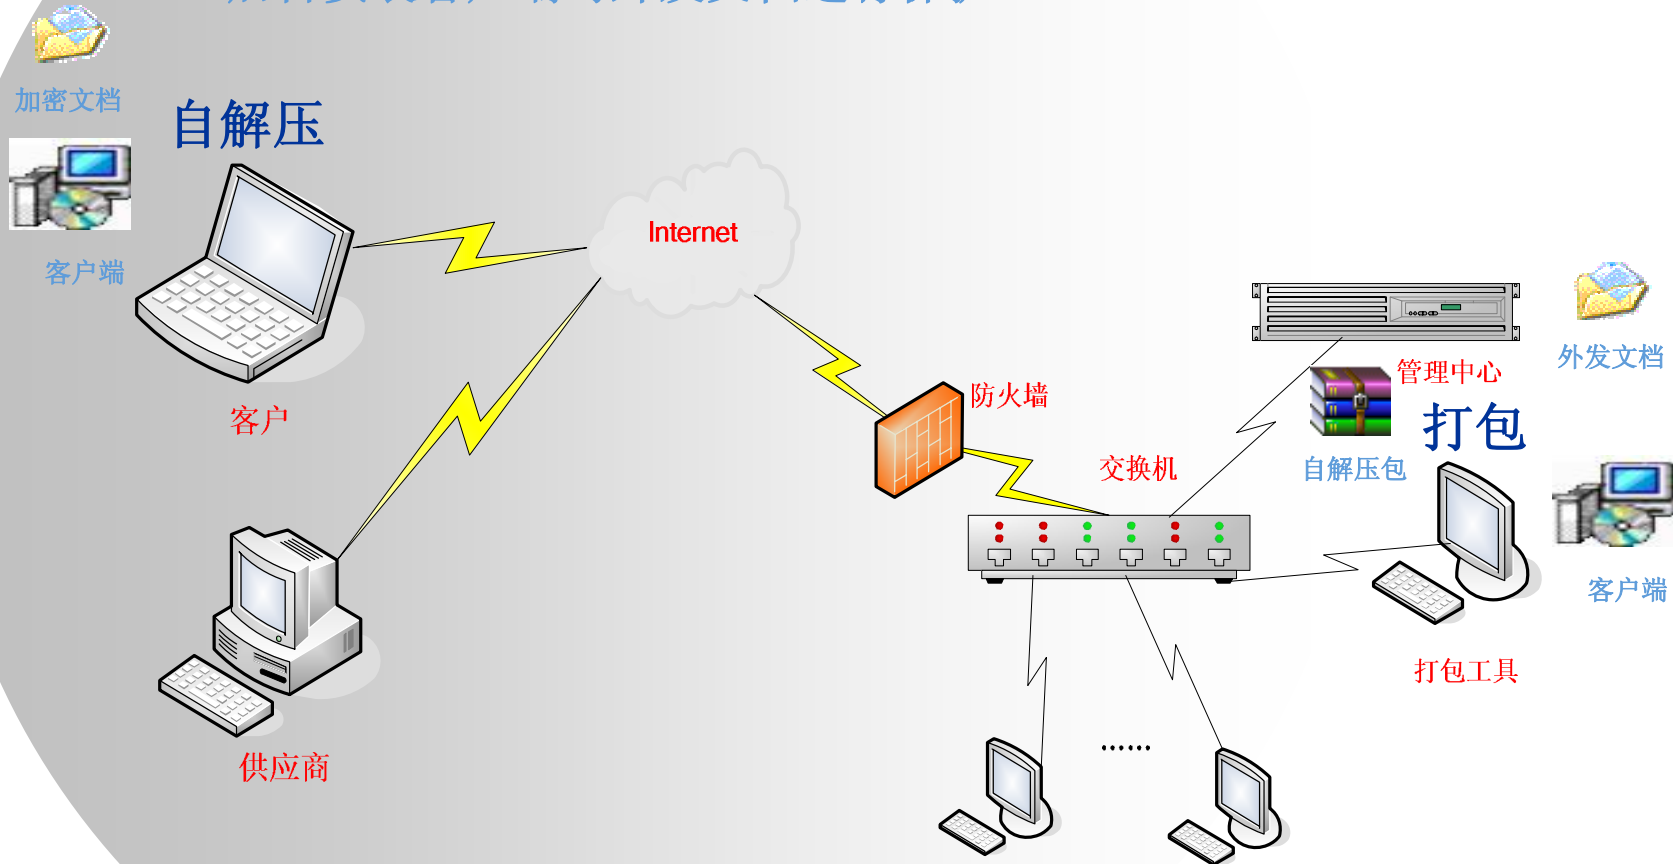 加密文档
自解压
客户端
Internet
客户
供应商
防火墙
交换机
管理中心
外发文档
打包
自解压包
客户端
打包工具
······